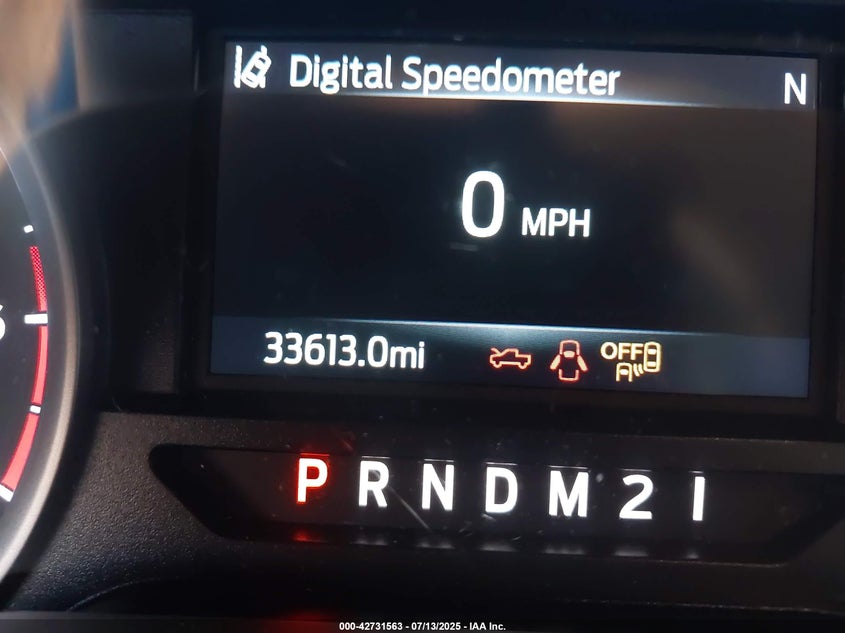 Digital Speedometer N
0 MPH
33613.0mi OFF
P R N D M 2 1
000-42731563 - 07/13/2025 - IAA Inc.